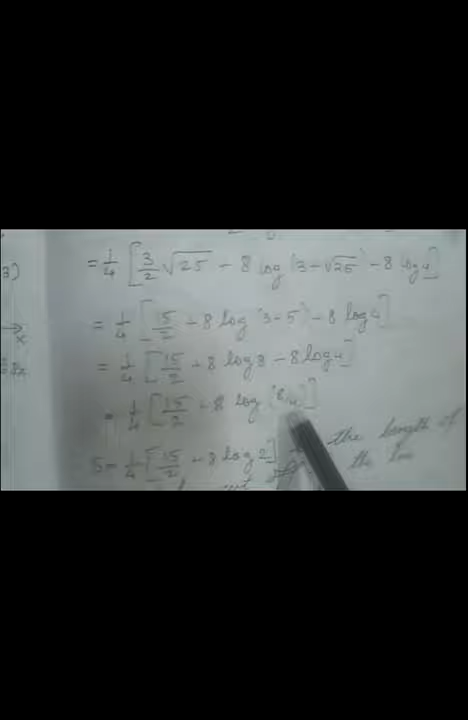 3)
= 1/4 [ 3/2 √25 + 8 log (3+√25) - 8 log 4 ]
x
= 1/4 [ 15/2 + 8 log (3+5) - 8 log 4 ]
= 1/4 [ 15/2 + 8 log 8 - 8 log 4 ]
= 1/4 [ 15/2 + 8 log (8/4) ]
S = 1/4 [ 15/2 + 8 log 2 ] is the length of
the